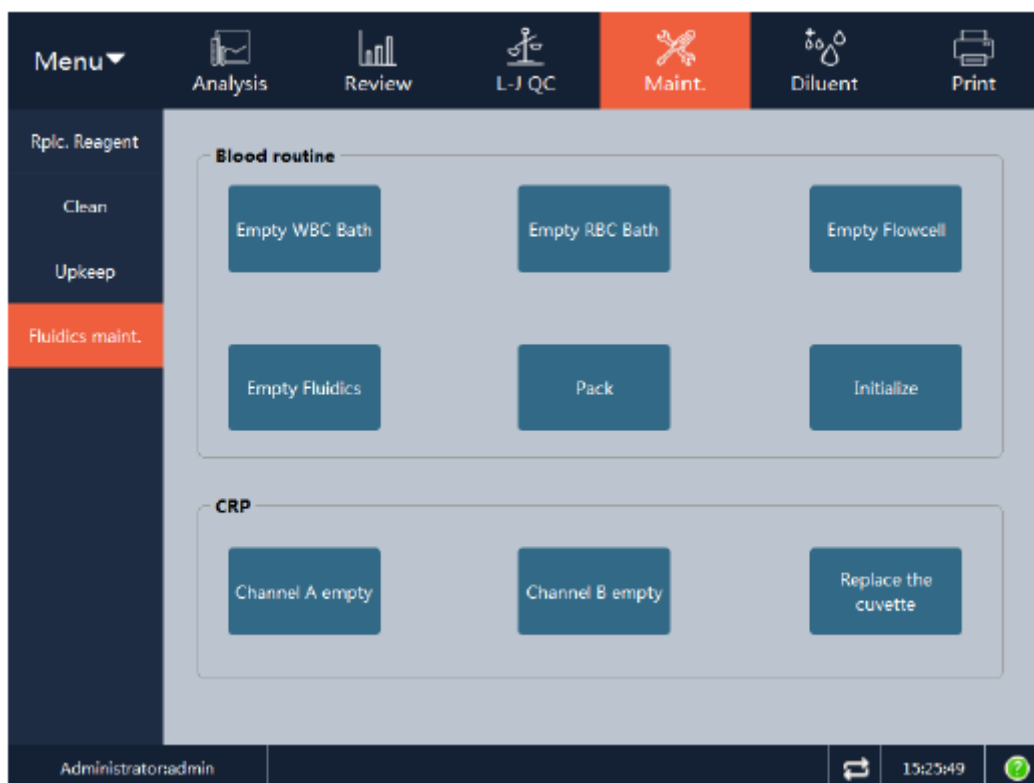 Menu
Analysis
Review
L-J QC
Maint.
Diluent
Print
Rplc. Reagent
Clean
Upkeep
Fluidics maint.
Blood routine
Empty WBC Bath
Empty RBC Bath
Empty Flowcell
Empty Fluidics
Pack
Initialize
CRP
Channel A empty
Channel B empty
Replace the
cuvette
Administrator:admin
15:25:49
?